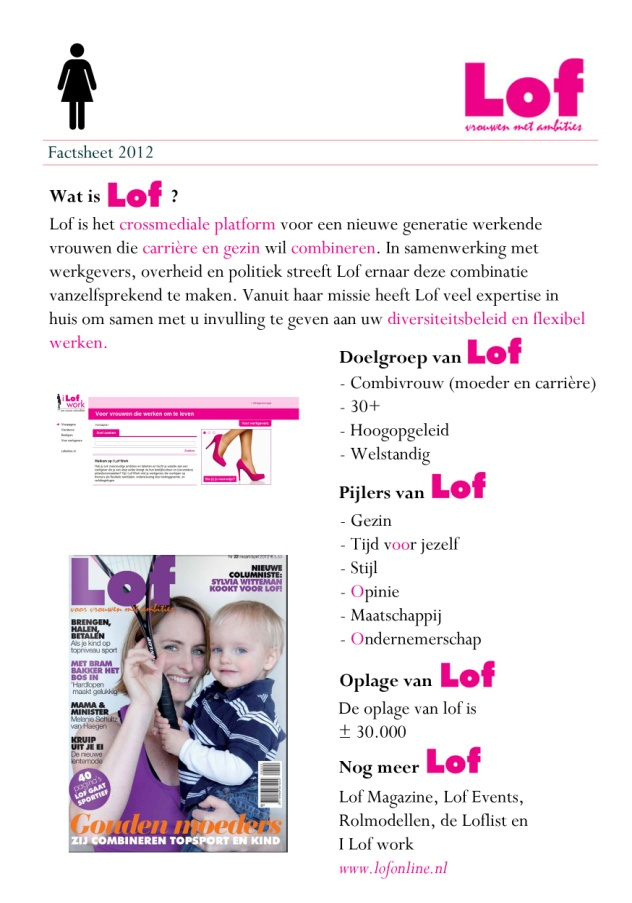 Lof
vrouwen met ambities
Factsheet 2012
Wat is Lof ?
Lof is het crossmediale platform voor een nieuwe generatie werkende
vrouwen die carrière en gezin wil combineren. In samenwerking met
werkgevers, overheid en politiek streeft Lof ernaar deze combinatie
vanzelfsprekend te maken. Vanuit haar missie heeft Lof veel expertise in
huis om samen met u invulling te geven aan uw diversiteitsbeleid en flexibel
werken.
Doelgroep van Lof
- Combivrouw (moeder en carrière)
- 30+
- Hoogopgeleid
- Welstandig
Pijlers van Lof
- Gezin
- Tijd voor jezelf
- Stijl
- Opinie
- Maatschappij
- Ondernemerschap
Oplage van Lof
De oplage van lof is
± 30.000
Nog meer Lof
Lof Magazine, Lof Events,
Rolmodellen, de Loflist en
I Lof work
www.lofonline.nl
Lof
work
Voor vrouwen die werken om te leven
Lof
voor vrouwen met ambities
NIEUWE
COLUMNISTE:
SYLVIA WITTEMAN
KOOKT VOOR LOF!
BRENGEN,
HALEN,
BETALEN
Als je kind op
topniveau sport
MET BRAM
BAKKER HET
BOS IN
'Hardlopen
maakt gelukkig'
MAMA &
MINISTER
Melanie Schultz
van Haegen
KRUIP
UIT JE EI
De nieuwe
lentemode
40
pagina's
LOF GAAT
SPORTIEF
Gouden moeders
ZIJ COMBINEREN TOPSPORT EN KIND